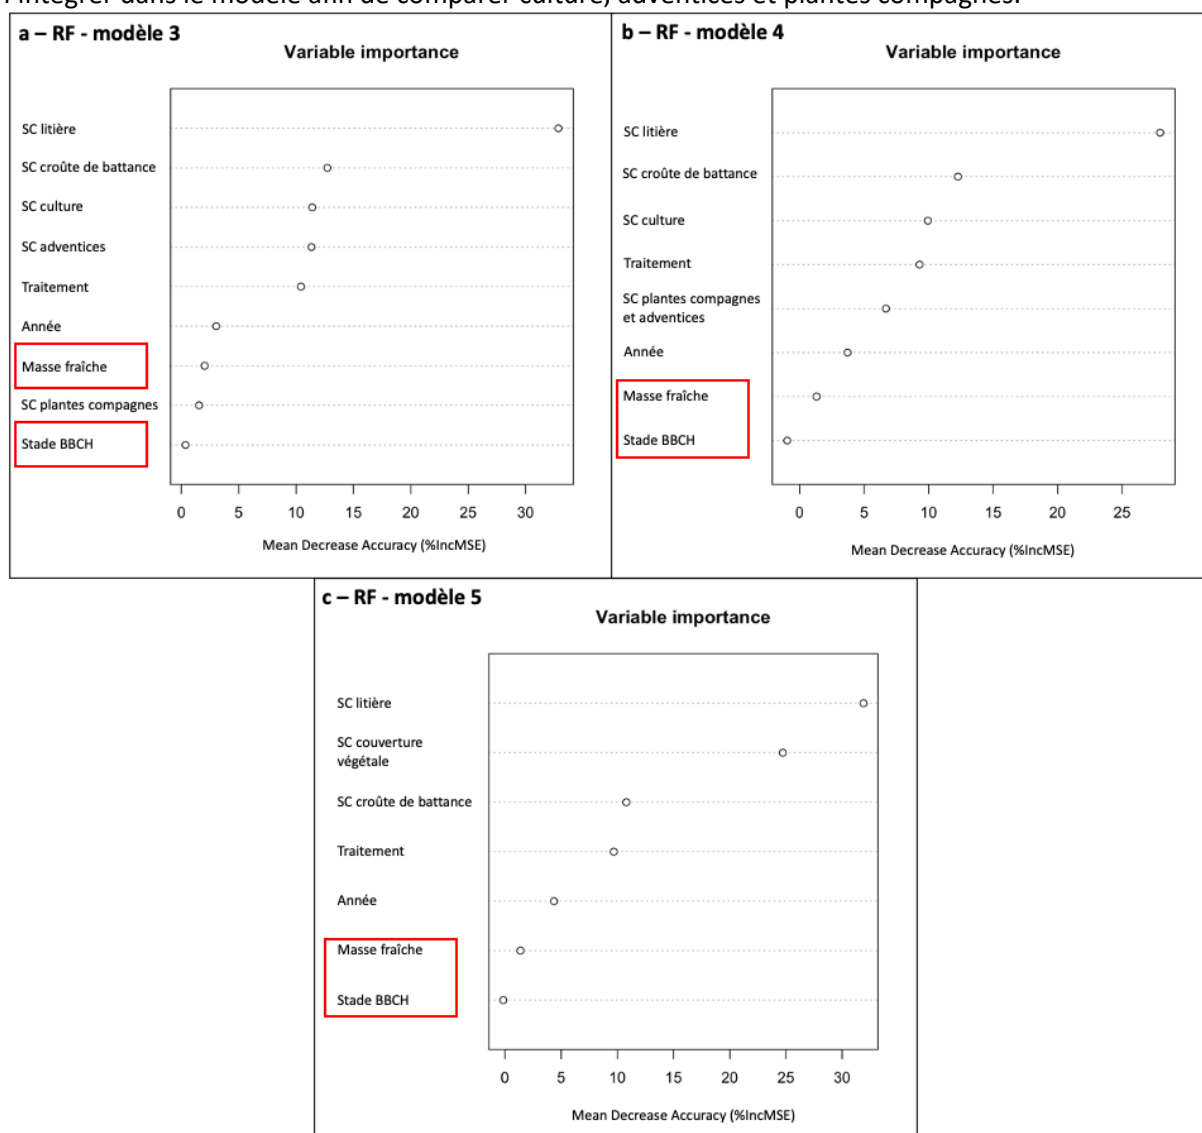 l'intégrer dans le modèle afin de comparer culture, adventices et plantes compagnes.
a – RF - modèle 3
Variable importance
SC litière
SC croûte de battance
SC culture
SC adventices
Traitement
Année
Masse fraîche
SC plantes compagnes
Stade BBCH
0 5 10 15 20 25 30
Mean Decrease Accuracy (%IncMSE)
b – RF - modèle 4
Variable importance
SC litière
SC croûte de battance
SC culture
Traitement
SC plantes compagnes
et adventices
Année
Masse fraîche
Stade BBCH
0 5 10 15 20 25
Mean Decrease Accuracy (%IncMSE)
c – RF - modèle 5
Variable importance
SC litière
SC couverture
végétale
SC croûte de battance
Traitement
Année
Masse fraîche
Stade BBCH
0 5 10 15 20 25 30
Mean Decrease Accuracy (%IncMSE)